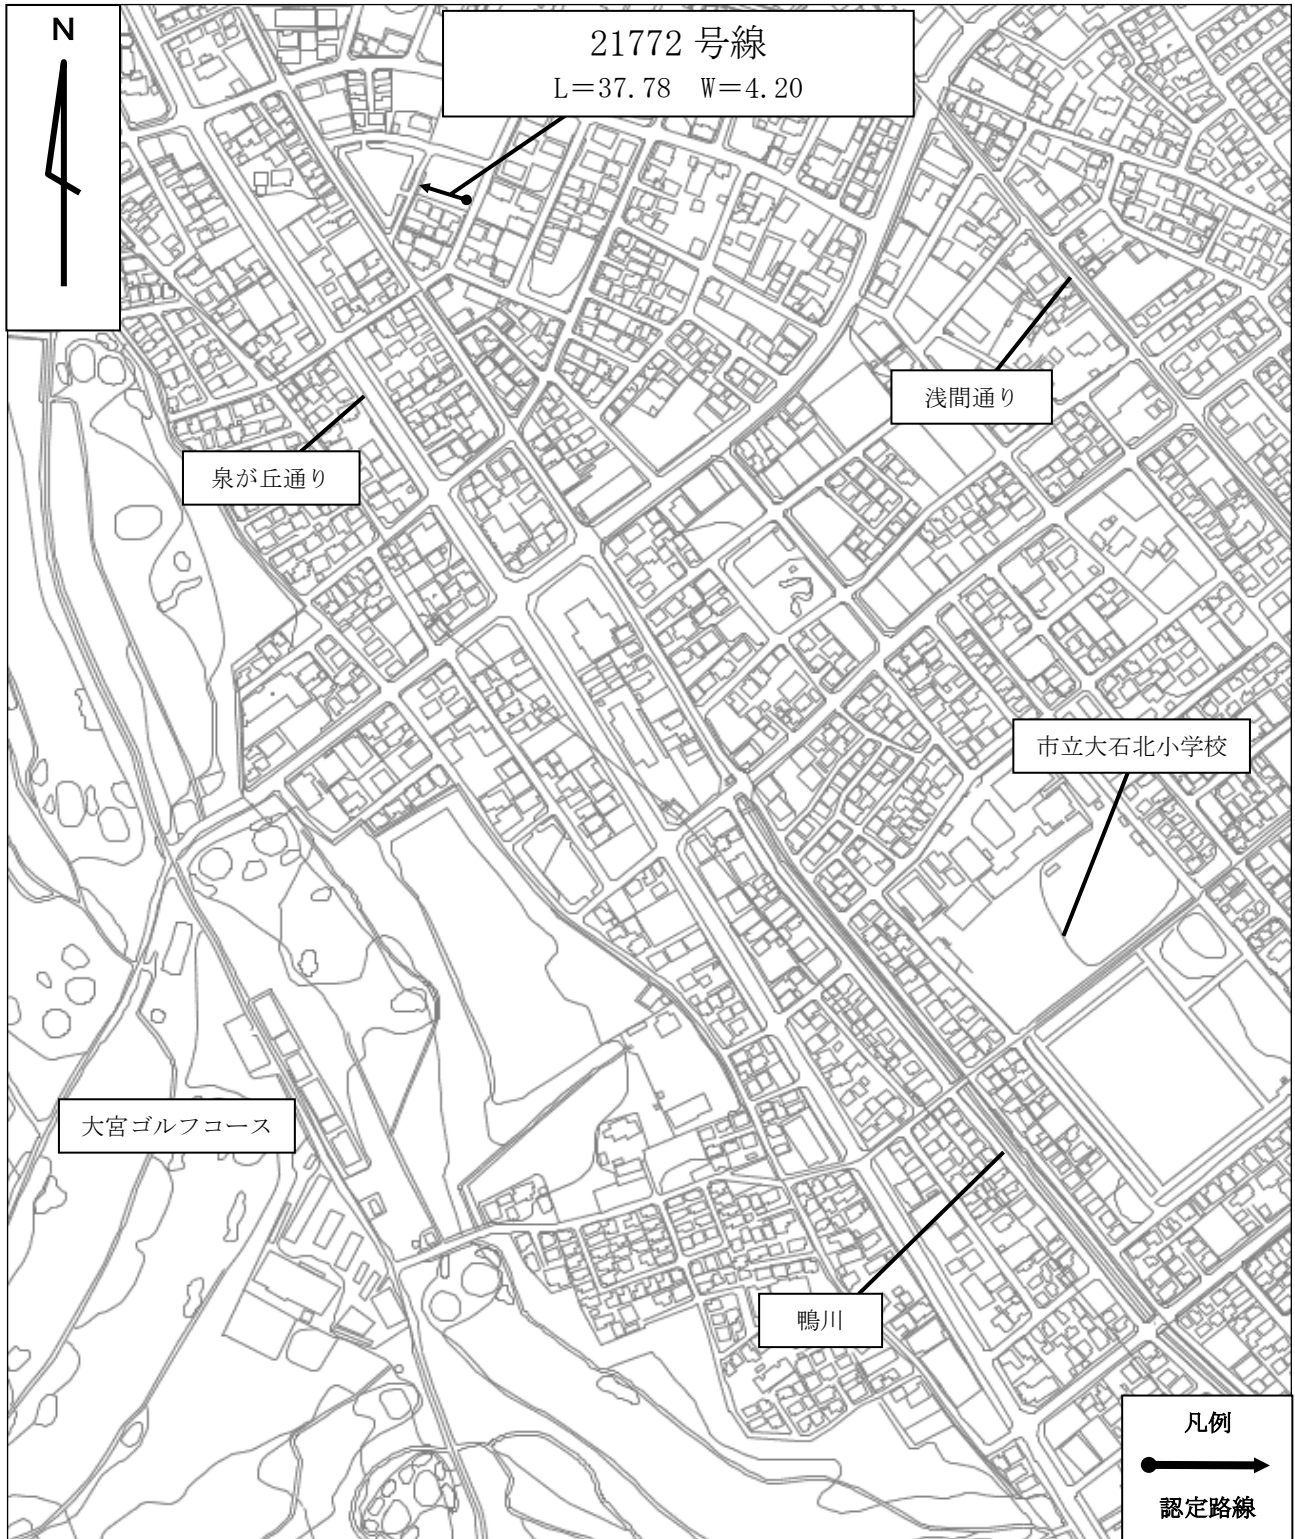 N
21772 号線
L＝37.78　W＝4.20
浅間通り
泉が丘通り
市立大石北小学校
大宮ゴルフコース
鴨川
凡例
認定路線